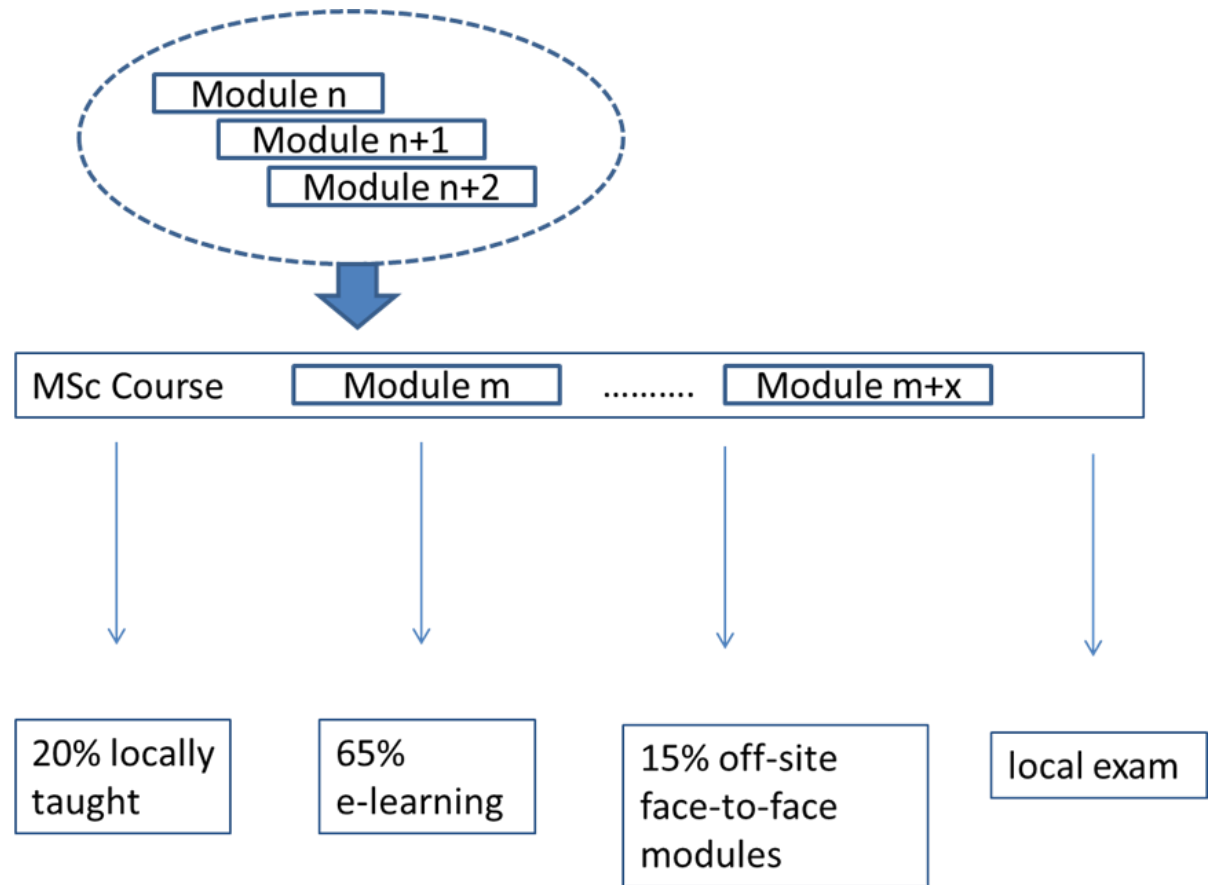 Module n
Module n+1
Module n+2
MSc Course Module m .......... Module m+x
20% locally
taught
65%
e-learning
15% off-site
face-to-face
modules
local exam